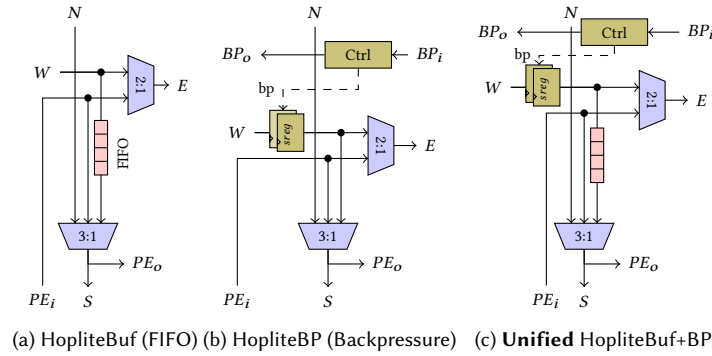 N
W
2:1
E
FIFO
3:1
PEo
PEi
S
N
BPo
Ctrl
BPi
bp
W
sreg
2:1
E
3:1
PEo
PEi
S
N
BPo
Ctrl
BPi
bp
W
sreg
2:1
E
3:1
PEo
PEi
S
(a) HopliteBuf (FIFO) (b) HopliteBP (Backpressure) (c) Unified HopliteBuf+BP